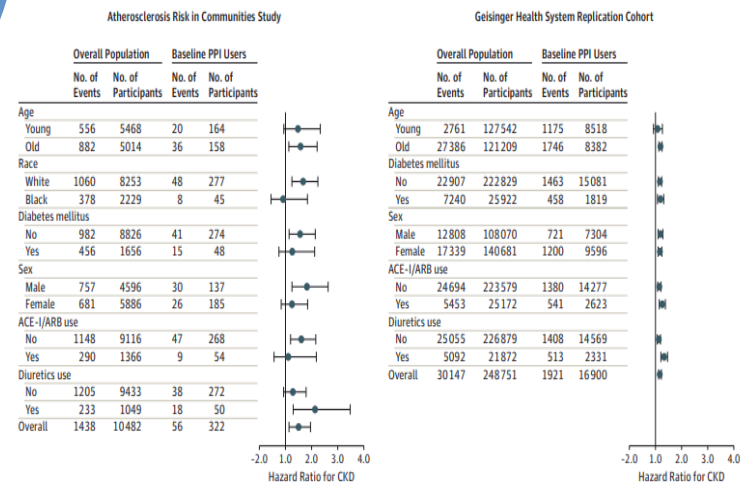 Atherosclerosis Risk in Communities Study
Overall Population Baseline PPI Users
No. of No. of No. of No. of
Events Participants Events Participants
Age
Young 556 5468 20 164
Old 882 5014 36 158
Race
White 1060 8253 48 277
Black 378 2229 8 45
Diabetes mellitus
No 982 8826 41 274
Yes 456 1656 15 48
Sex
Male 757 4596 30 137
Female 681 5886 26 185
ACE-I/ARB use
No 1148 9116 47 268
Yes 290 1366 9 54
Diuretics use
No 1205 9433 38 272
Yes 233 1049 18 50
Overall 1438 10482 56 322
-2.0 1.0 2.0 3.0 4.0
Hazard Ratio for CKD
Geisinger Health System Replication Cohort
Overall Population Baseline PPI Users
No. of No. of No. of No. of
Events Participants Events Participants
Age
Young 2761 127542 1175 8518
Old 27386 121209 1746 8382
Diabetes mellitus
No 22907 222829 1463 15081
Yes 7240 25922 458 1819
Sex
Male 12808 108070 721 7304
Female 17339 140681 1200 9596
ACE-I/ARB use
No 24694 223579 1380 14277
Yes 5453 25172 541 2623
Diuretics use
No 25055 226879 1408 14569
Yes 5092 21872 513 2331
Overall 30147 248751 1921 16900
-2.0 1.0 2.0 3.0 4.0
Hazard Ratio for CKD